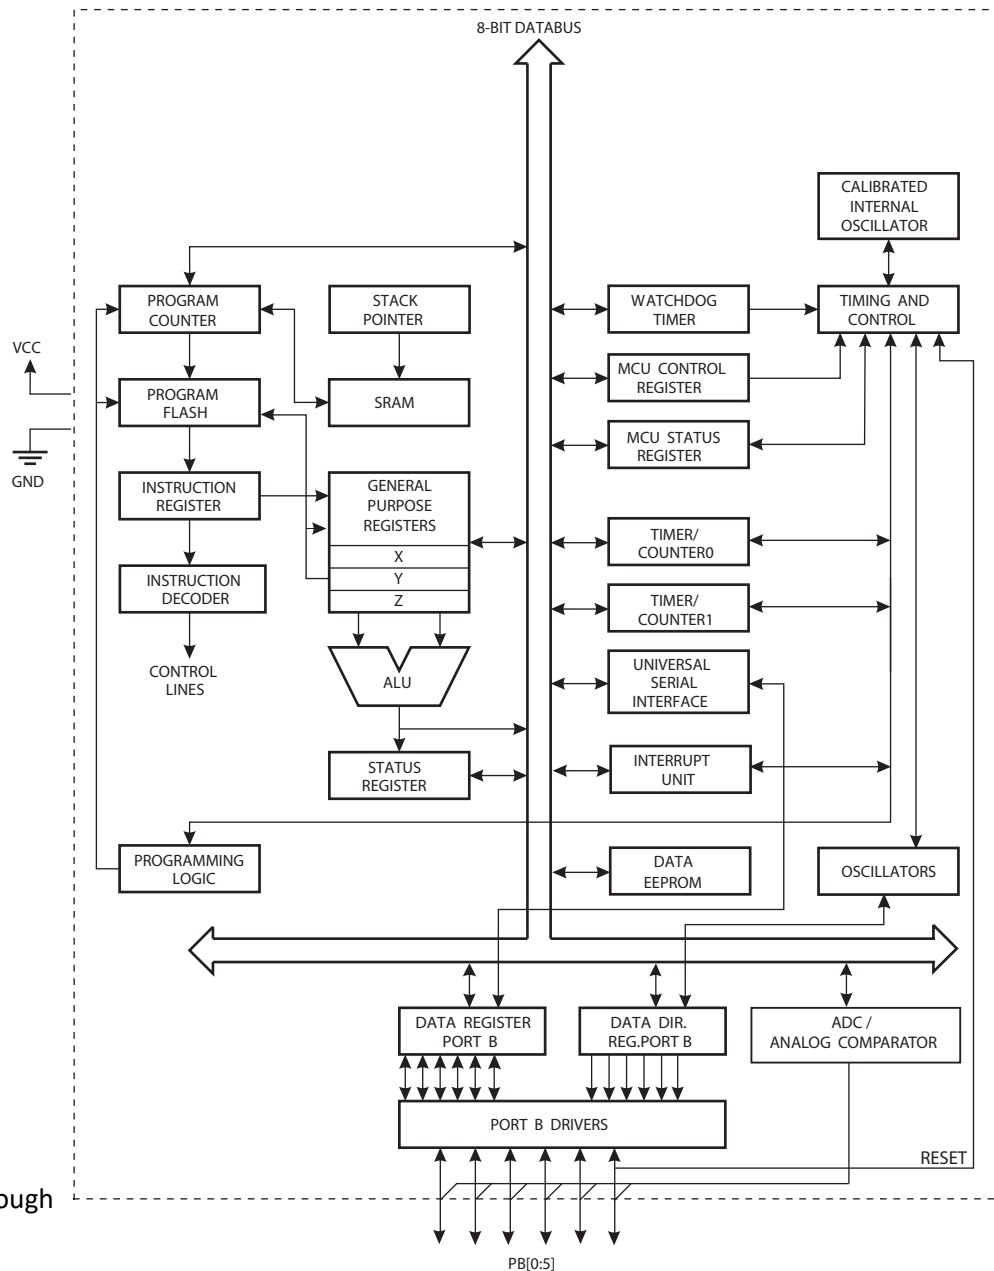 8-BIT DATABUS
CALIBRATED
INTERNAL
OSCILLATOR
PROGRAM
COUNTER
STACK
POINTER
WATCHDOG
TIMER
TIMING AND
CONTROL
VCC
PROGRAM
FLASH
SRAM
MCU CONTROL
REGISTER
MCU STATUS
REGISTER
GND
INSTRUCTION
REGISTER
GENERAL
PURPOSE
REGISTERS
X
Y
Z
TIMER/
COUNTER0
INSTRUCTION
DECODER
TIMER/
COUNTER1
CONTROL
LINES
ALU
UNIVERSAL
SERIAL
INTERFACE
STATUS
REGISTER
INTERRUPT
UNIT
PROGRAMMING
LOGIC
DATA
EEPROM
OSCILLATORS
DATA REGISTER
PORT B
DATA DIR.
REG.PORT B
ADC /
ANALOG COMPARATOR
PORT B DRIVERS
RESET
PB[0:5]